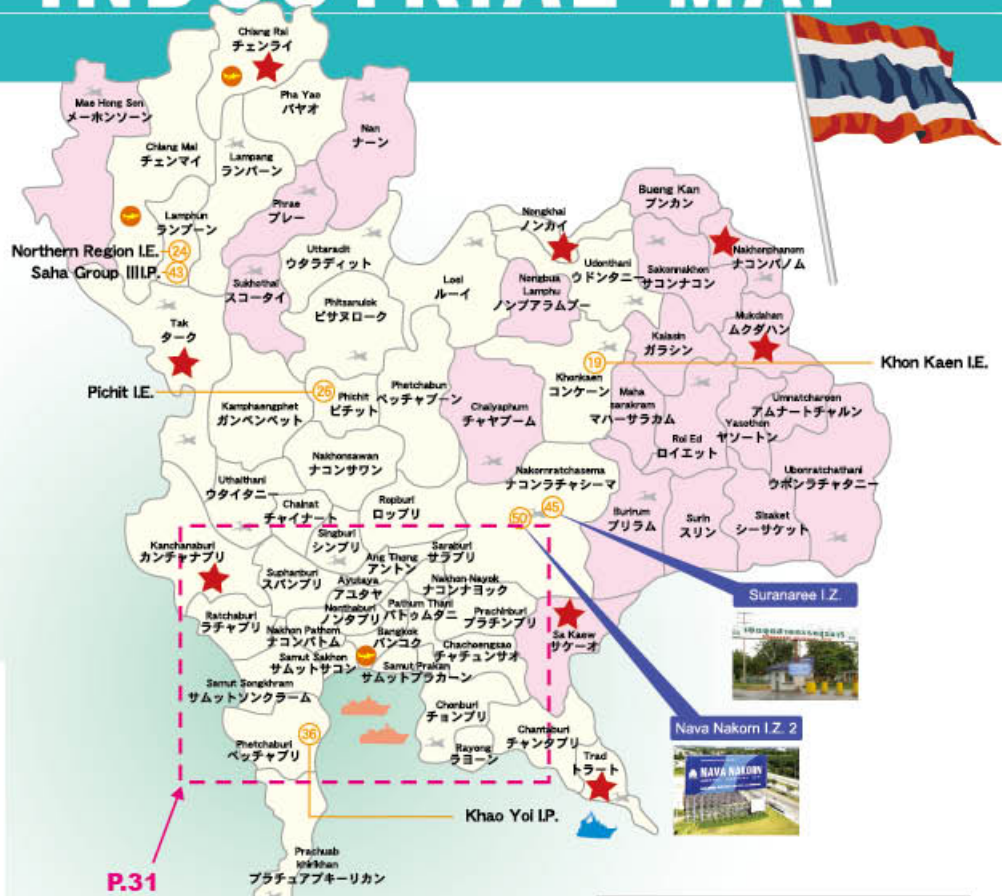 INDUSTRIAL MAP
Chiang Rai
チェンライ
Mae Hong Son
メーホンソーン
Pha Yao
パヤオ
Nan
ナーン
Chiang Mai
チェンマイ
Lampang
ランパーン
Bueng Kan
ブンカン
Phrae
プレー
Lamphun
ランプーン
Nongkhai
ノンカイ
Northern Region I.E.
24
Uttaradit
ウタラディット
Udonthani
ウドンタニー
Nakhonphanom
ナコンパノム
Saha Group III I.P.
43
Sukhothai
スコータイ
Loei
ルーイ
Nongbua
Lamphu
ノンブアラムプー
Sakonnakhon
サコンナコン
Phitsanulok
ピサヌローク
Tak
ターク
Mukdahan
ムクダハン
Kalasin
ガラシン
19
Khon Kaen I.E.
Pichit I.E.
26
Phichit
ピチット
Phetchabun
ペッチャブーン
Khonkaen
コンケーン
Maha
sarakram
マハーサラカム
Umnatcharoen
アムナートチャルン
Kamphaengphet
ガンペンペット
Chaiyaphum
チャヤプーム
Yasothon
ヤソートン
Roi Ed
ロイエット
Nakhonsawan
ナコンサワン
Uthaithani
ウタイタニー
Nakornratchasema
ナコンラチャシーマ
Ubonratchathani
ウボンラチャタニー
Chainat
チャイナート
Ropburi
ロッブリ
45
50
Burirum
ブリラム
Surin
スリン
Sisaket
シーサケット
Kanchanaburi
カンチャナブリ
Singburi
シンブリ
Ang Thong
アントン
Saraburi
サラブリ
Suphanburi
スパンブリ
Ayutaya
アユタヤ
Nakhon Nayok
ナコンナヨック
Suranaree I.Z.
Ratchaburi
ラチャブリ
Nonthaburi
ノンタブリ
Pathum Thani
パトゥムタニ
Prachinburi
プラチンブリ
Nakhon Pathom
ナコンパトム
Bangkok
バンコク
Sa Kaew
サケーオ
Chachoengsao
チャチュンサオ
Samut Sakhon
サムットサコン
Samut Prakan
サムットプラカーン
Samut Songkhram
サムットソンクラーム
Chonburi
チョンブリ
Nava Nakorn I.Z. 2
36
Phetchaburi
ペッチャブリ
Rayong
ラヨーン
Chantaburi
チャンタブリ
Trad
トラート
NAVA NAKORN
Khao Yoi I.P.
Prachuab
khirikhan
プラチュアプキーリカン
P.31